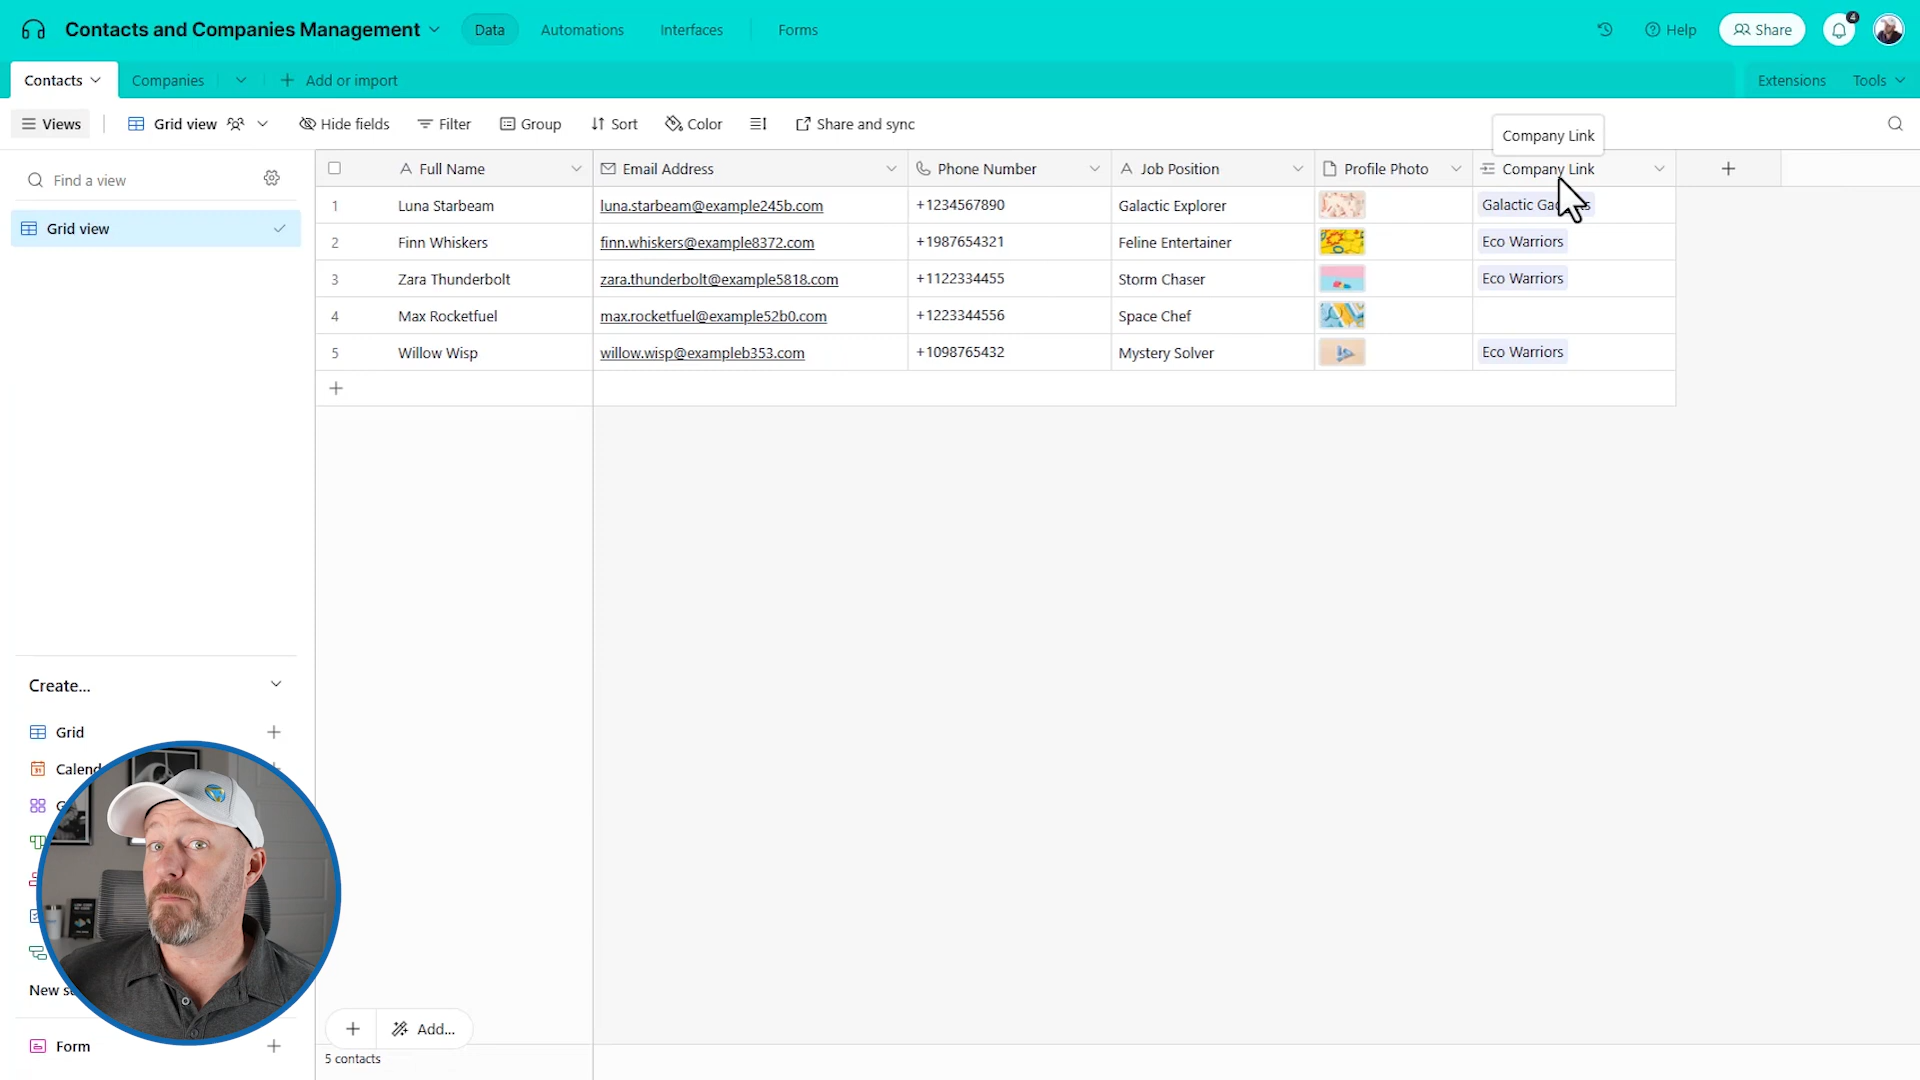 Contacts and Companies Management
Data
Automations
Interfaces
Forms
Help
Share
4
Contacts
Companies
Add or import
Extensions
Tools
Views
Grid view
Hide fields
Filter
Group
Sort
Color
Share and sync
Company Link
Find a view
Grid view
Full Name
Email Address
Phone Number
Job Position
Profile Photo
Company Link
1 Luna Starbeam luna.starbeam@example245b.com +1234567890 Galactic Explorer Galactic
2 Finn Whiskers finn.whiskers@example8372.com +1987654321 Feline Entertainer Eco Warriors
3 Zara Thunderbolt zara.thunderbolt@example5818.com +1122334455 Storm Chaser Eco Warriors
4 Max Rocketfuel max.rocketfuel@example52b0.com +1223344556 Space Chef
5 Willow Wisp willow.wisp@exampleb353.com +1098765432 Mystery Solver Eco Warriors
Create...
Grid
Calend
New
Form
Add...
5 contacts